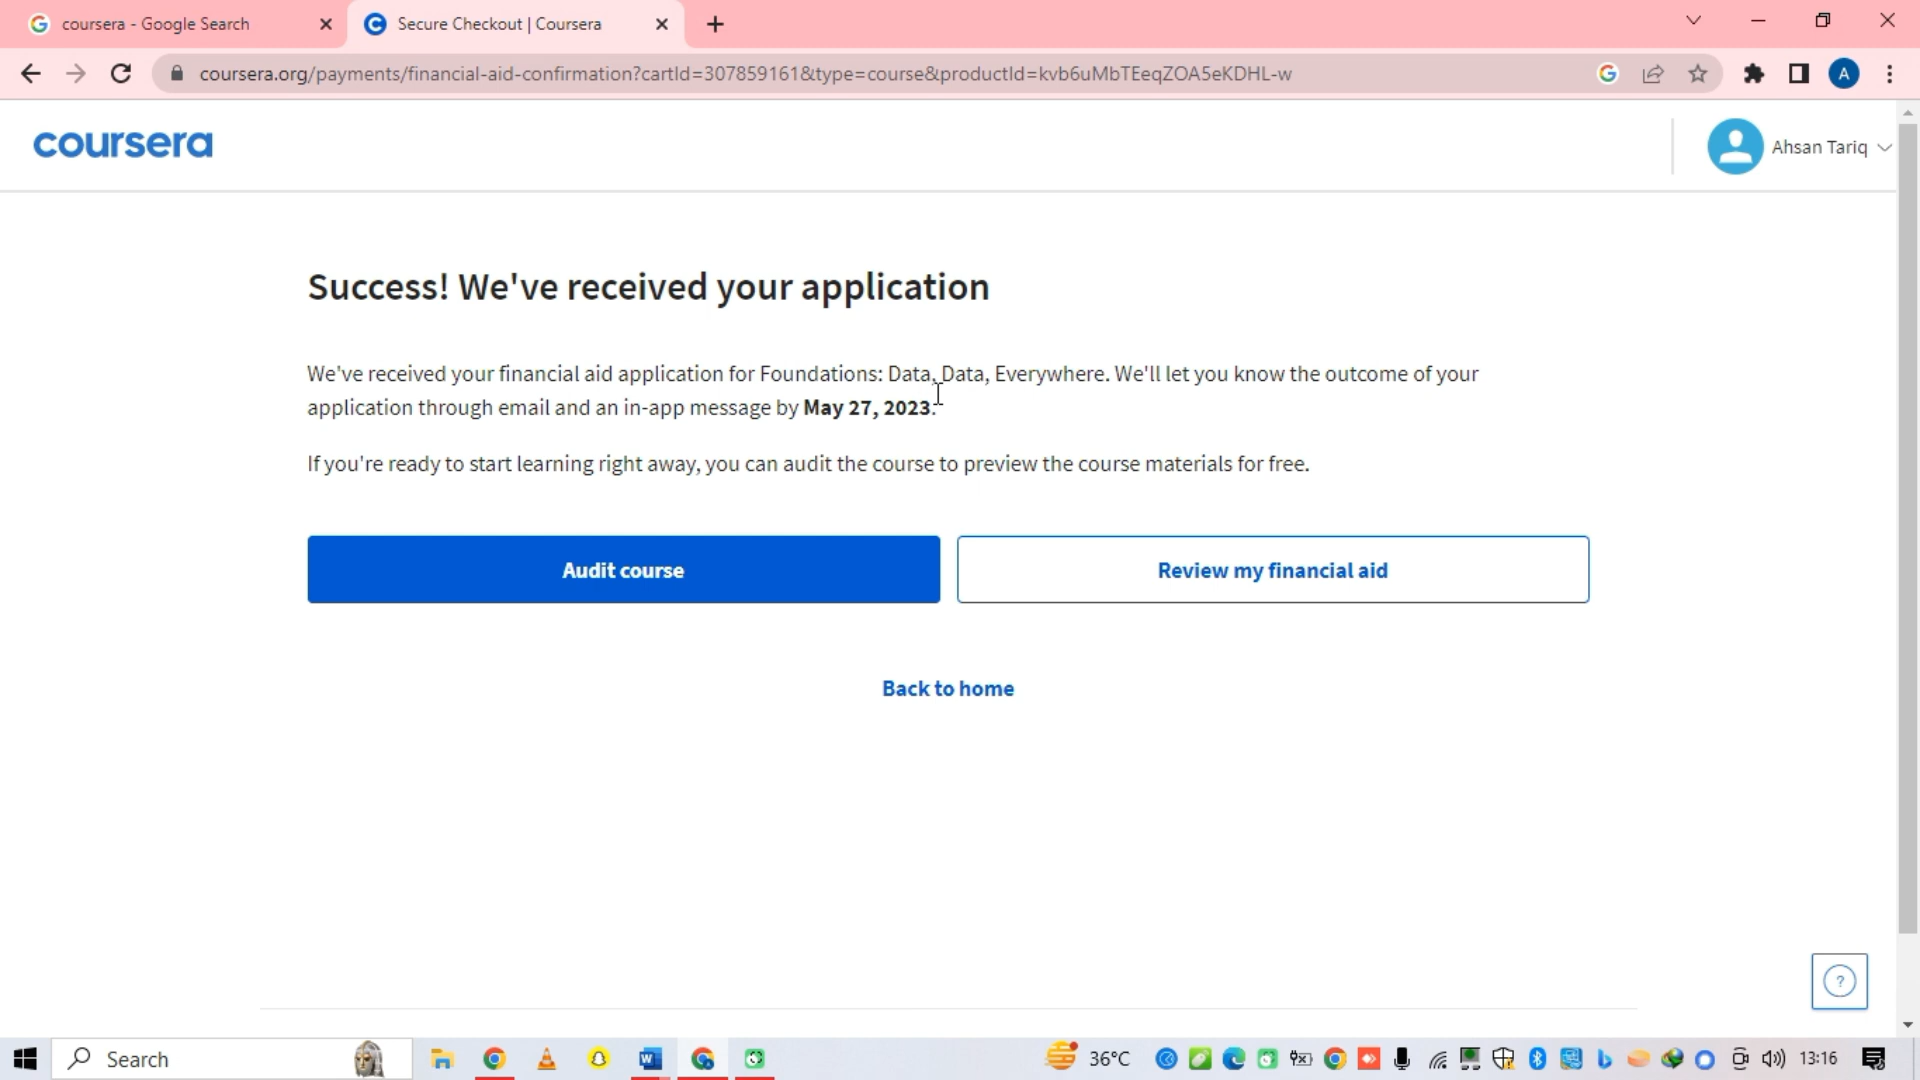 coursera - Google Search
Secure Checkout | Coursera
coursera.org/payments/financial-aid-confirmation?cartId=307859161&type=course&productId=kvb6uMbTEeqZOA5eKDHL-w
A
coursera
Ahsan Tariq
Success! We've received your application
We've received your financial aid application for Foundations: Data, Data, Everywhere. We'll let you know the outcome of your
application through email and an in-app message by May 27, 2023.
If you're ready to start learning right away, you can audit the course to preview the course materials for free.
Audit course
Review my financial aid
Back to home
?
Search
36°C
13:16